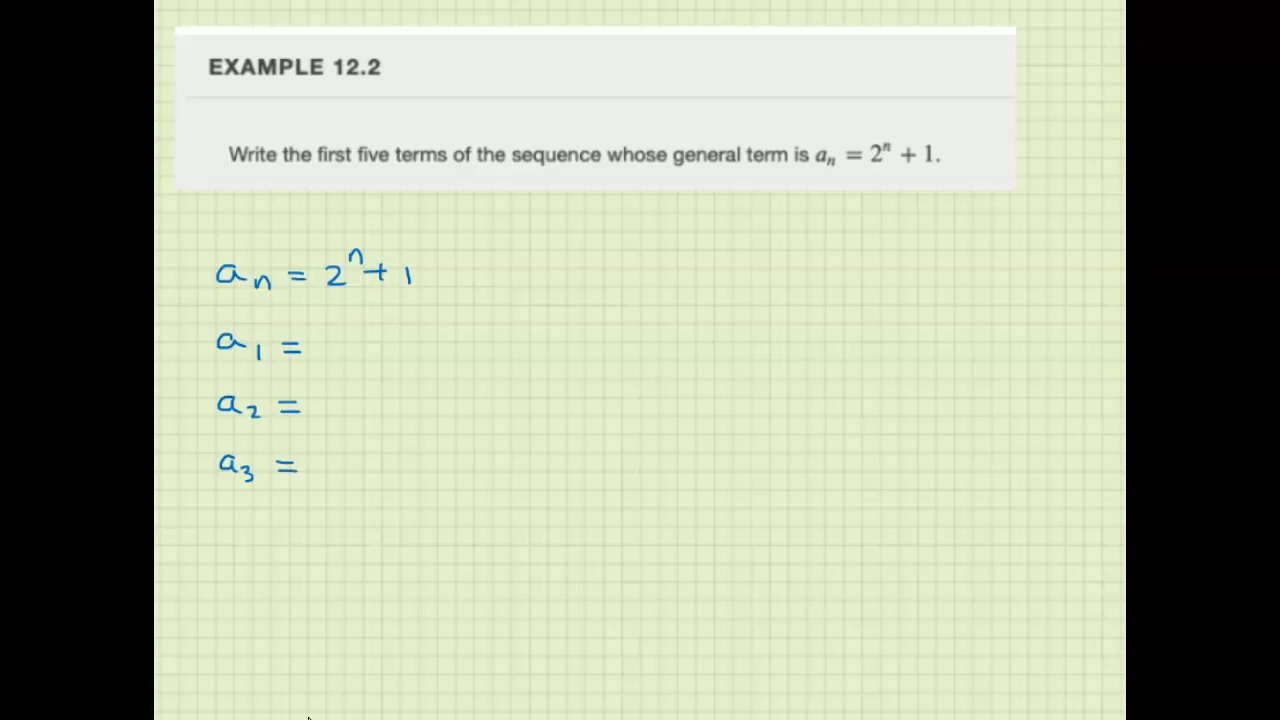 EXAMPLE 12.2
Write the first five terms of the sequence whose general term is aₙ = 2ⁿ + 1.
aₙ = 2ⁿ + 1
a₁ =
a₂ =
a₃ =